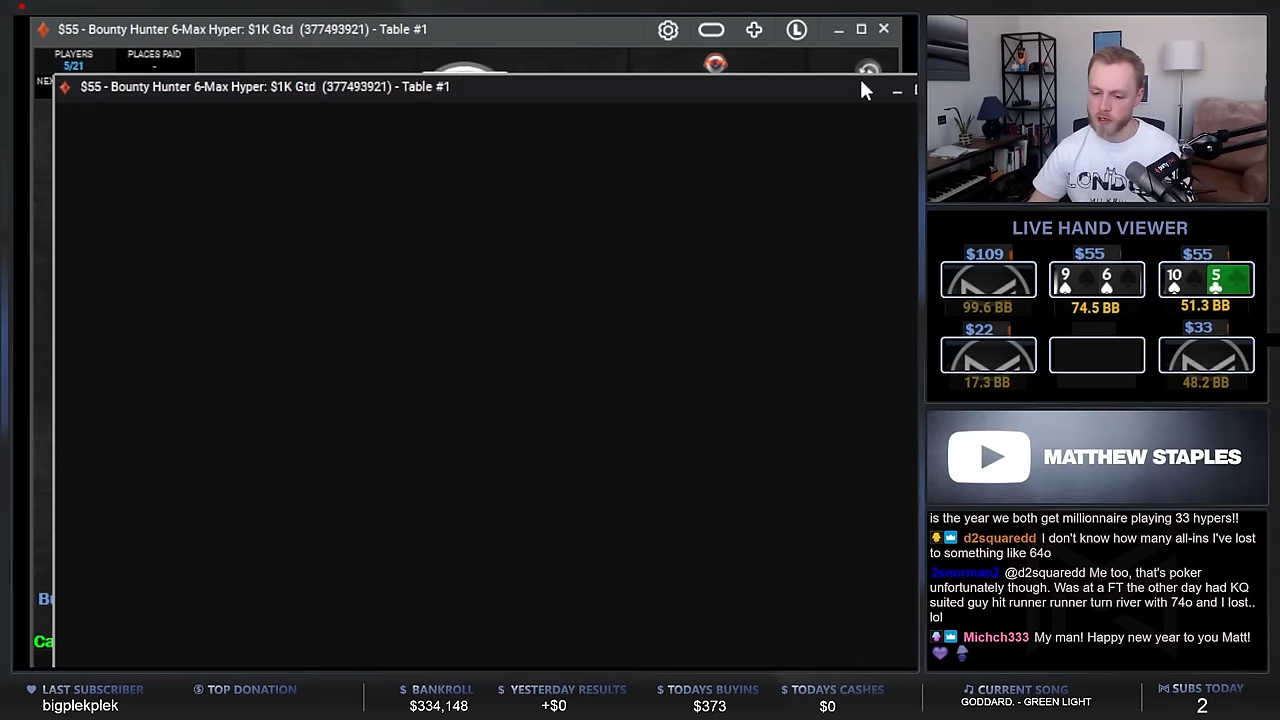 $55 - Bounty Hunter 6-Max Hyper: $1K Gtd (377493921) - Table #1
PLAYERS
5/21
PLACES PAID
-
$55 - Bounty Hunter 6-Max Hyper: $1K Gtd (377493921) - Table #1
LIVE HAND VIEWER
$109
$55
$55
9 6
10 5
99.6 BB
74.5 BB
51.3 BB
$22
$33
17.3 BB
48.2 BB
MATTHEW STAPLES
is the year we both get millionnaire playing 33 hypers!!
d2squaredd I don't know how many all-ins I've lost
to something like 64o
2snorman2 @d2squaredd Me too, that's poker
unfortunately though. Was at a FT the other day had KQ
suited guy hit runner runner turn river with 74o and I lost..
lol
Michch333 My man! Happy new year to you Matt!
LAST SUBSCRIBER
bigplekplek
TOP DONATION
$ BANKROLL
$334,148
$ YESTERDAY RESULTS
+$0
$ TODAYS BUYINS
$373
$ TODAYS CASHES
$0
CURRENT SONG
GODDARD. - GREEN LIGHT
SUBS TODAY
2